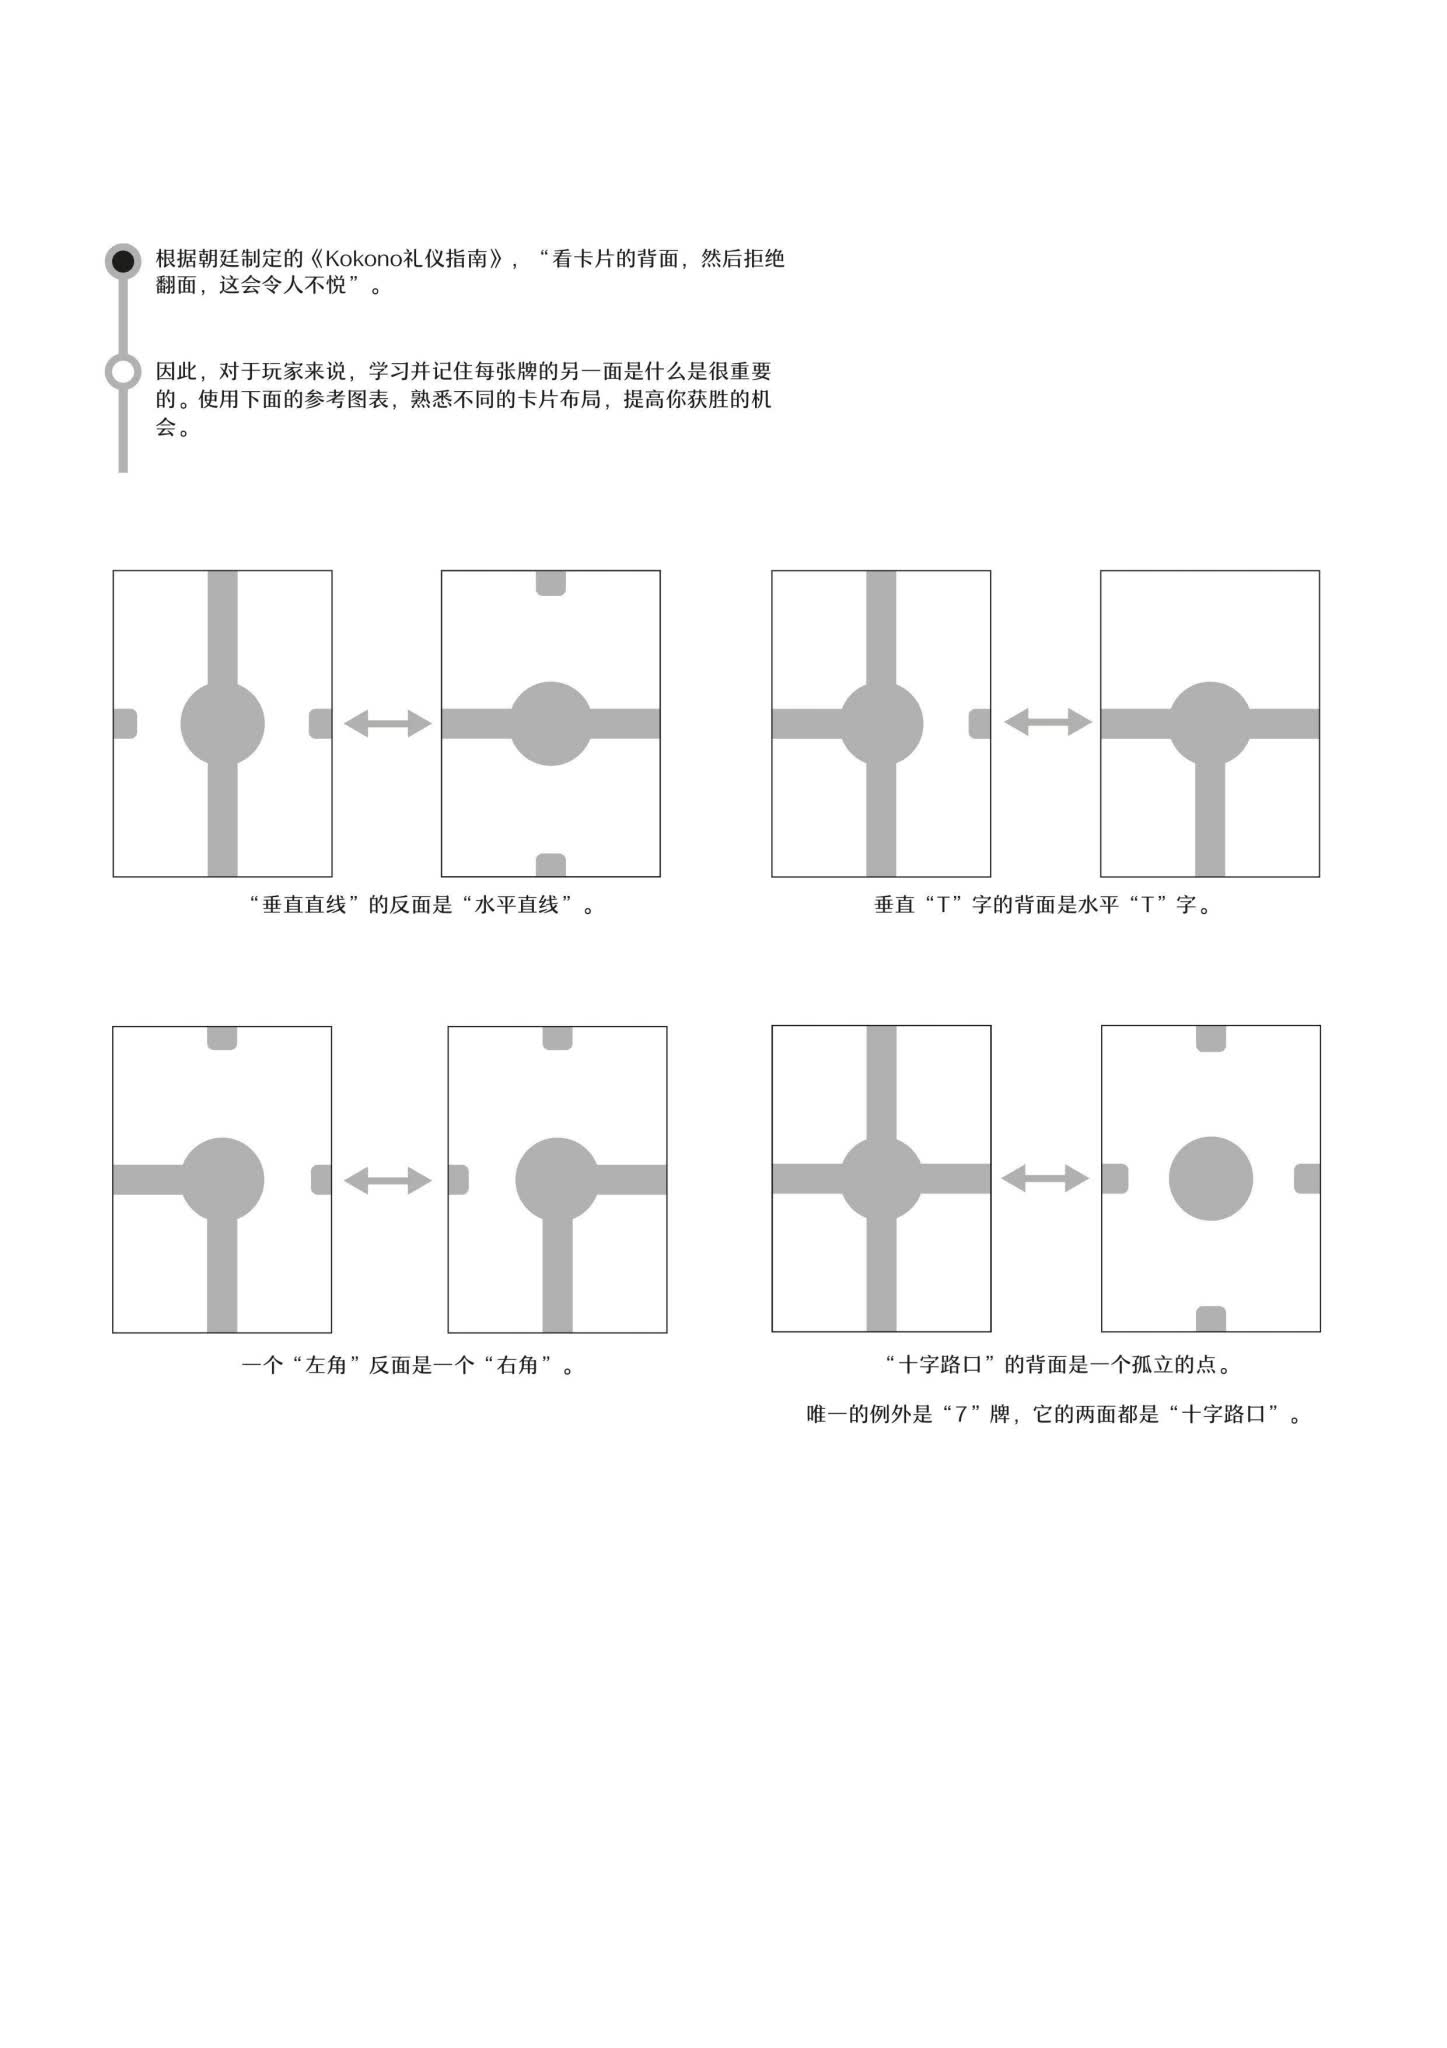 根据朝廷制定的《Kokono礼仪指南》，“看卡片的背面，然后拒绝
翻面，这会令人不悦”。
因此，对于玩家来说，学习并记住每张牌的另一面是什么是很重要
的。使用下面的参考图表，熟悉不同的卡片布局，提高你获胜的机
会。
“垂直直线”的反面是“水平直线”。
垂直“T”字的背面是水平“T”字。
一个“左角”反面是一个“右角”。
“十字路口”的背面是一个孤立的点。
唯一的例外是“7”牌，它的两面都是“十字路口”。